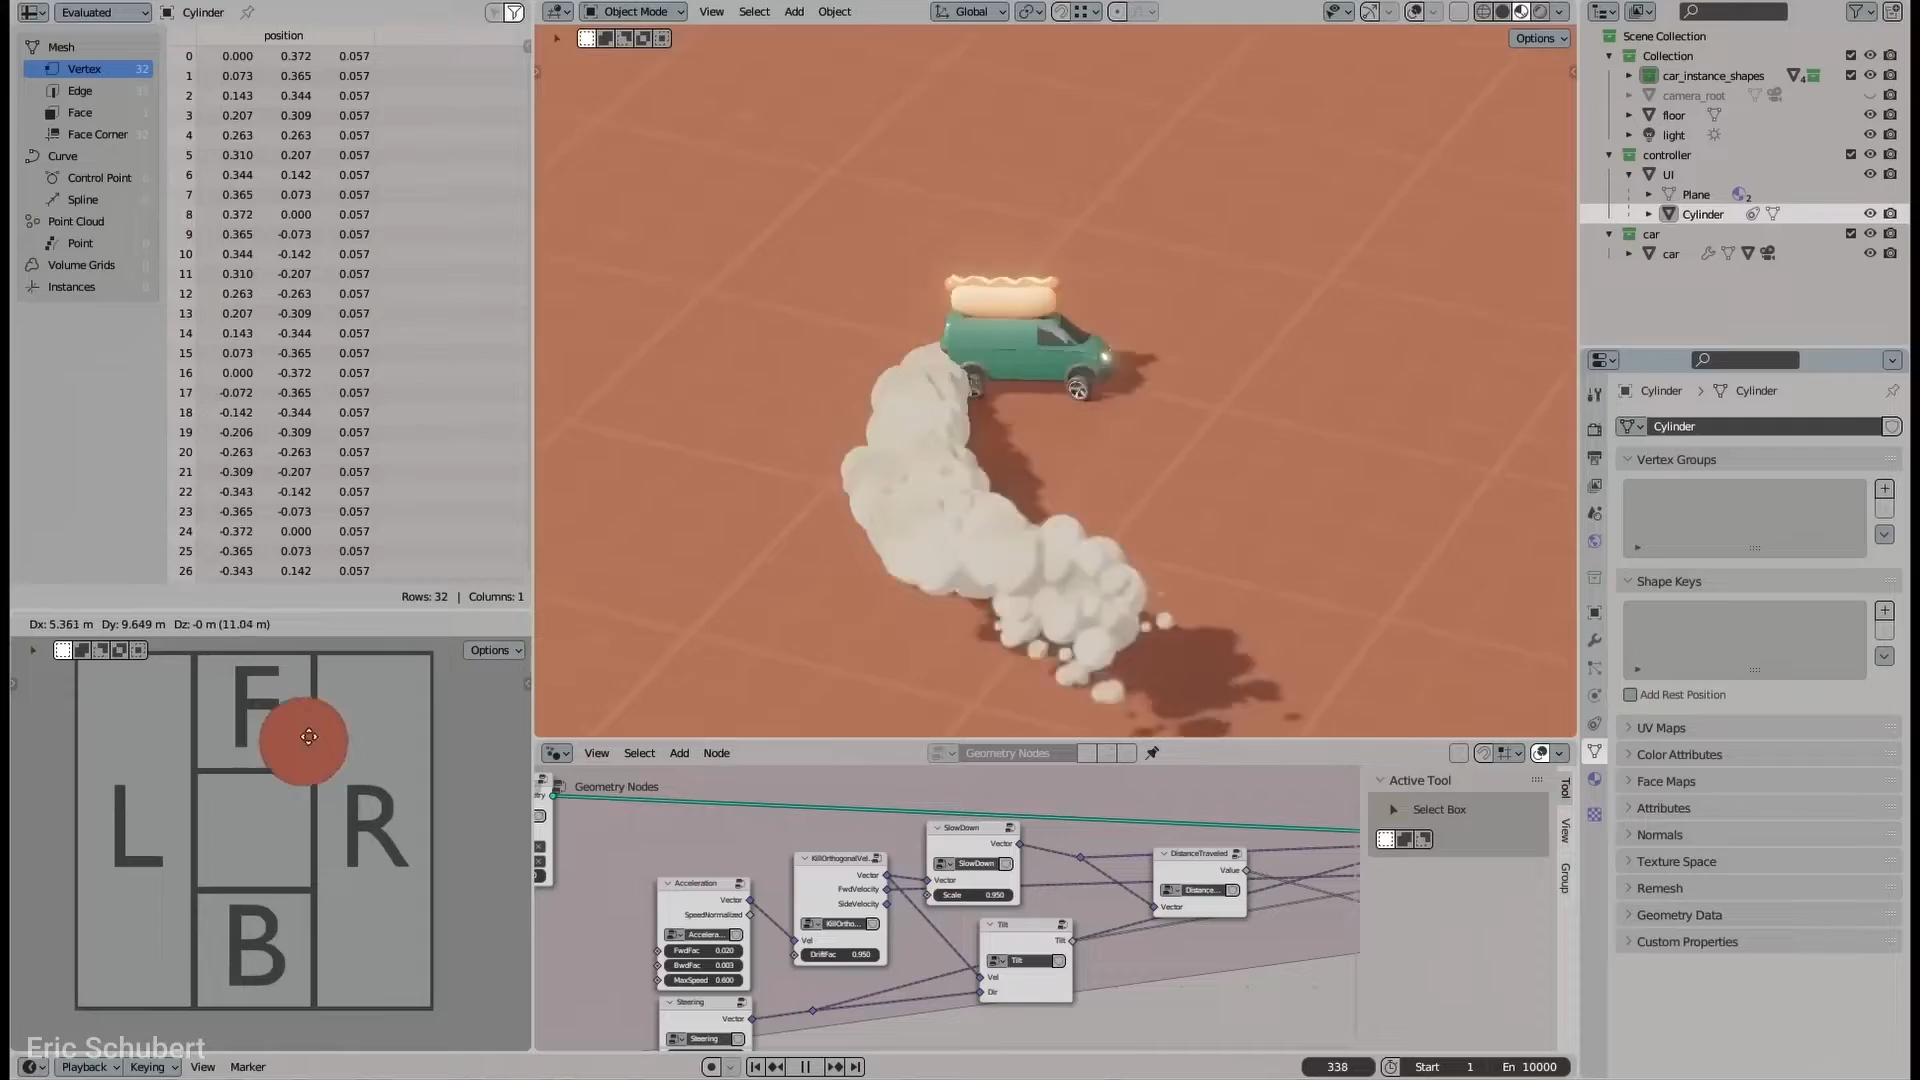 Evaluated
Cylinder
Object Mode
View
Select
Add
Object
Global
Options
position
Mesh
Vertex 32
Edge
Face
Face Corner 32
Curve
Control Point
Spline
Point Cloud
Point
Volume Grids
Instances
0 0.000 0.372 0.057
1 0.073 0.365 0.057
2 0.143 0.344 0.057
3 0.207 0.309 0.057
4 0.263 0.263 0.057
5 0.310 0.207 0.057
6 0.344 0.142 0.057
7 0.365 0.073 0.057
8 0.372 0.000 0.057
9 0.365 -0.073 0.057
10 0.344 -0.142 0.057
11 0.310 -0.207 0.057
12 0.263 -0.263 0.057
13 0.207 -0.309 0.057
14 0.143 -0.344 0.057
15 0.073 -0.365 0.057
16 0.000 -0.372 0.057
17 -0.072 -0.365 0.057
18 -0.142 -0.344 0.057
19 -0.206 -0.309 0.057
20 -0.263 -0.263 0.057
21 -0.309 -0.207 0.057
22 -0.343 -0.142 0.057
23 -0.365 -0.073 0.057
24 -0.372 0.000 0.057
25 -0.365 0.073 0.057
26 -0.343 0.142 0.057
Rows: 32 | Columns: 1
Dx: 5.361 m Dy: 9.649 m Dz: -0 m (11.04 m)
Options
F
L
R
B
Eric Schubert
Playback
Keying
View
Marker
View
Select
Add
Node
Geometry Nodes
Geometry Nodes
Acceleration
Vector
SpeedNormalized
Accelera...
FwdFac 0.020
BwdFac 0.003
MaxSpeed 0.600
Steering
Vector
Steering
KillOrthogonalVel..
Vector
FwdVelocity
SideVelocity
KillOrtho...
Vel
DriftFac 0.950
SlowDown
Vector
SlowDown
Vector
Scale 0.950
Tilt
Tilt
Tilt
Vel
Dir
DistanceTraveled
Value
Distance...
Vector
Active Tool
Select Box
Tool
View
Group
338
Start 1
En 10000
Scene Collection
Collection
car_instance_shapes 4
camera_root
floor
light
controller
UI
Plane 2
Cylinder
car
car
Cylinder > Cylinder
Cylinder
Vertex Groups
Shape Keys
Add Rest Position
UV Maps
Color Attributes
Face Maps
Attributes
Normals
Texture Space
Remesh
Geometry Data
Custom Properties